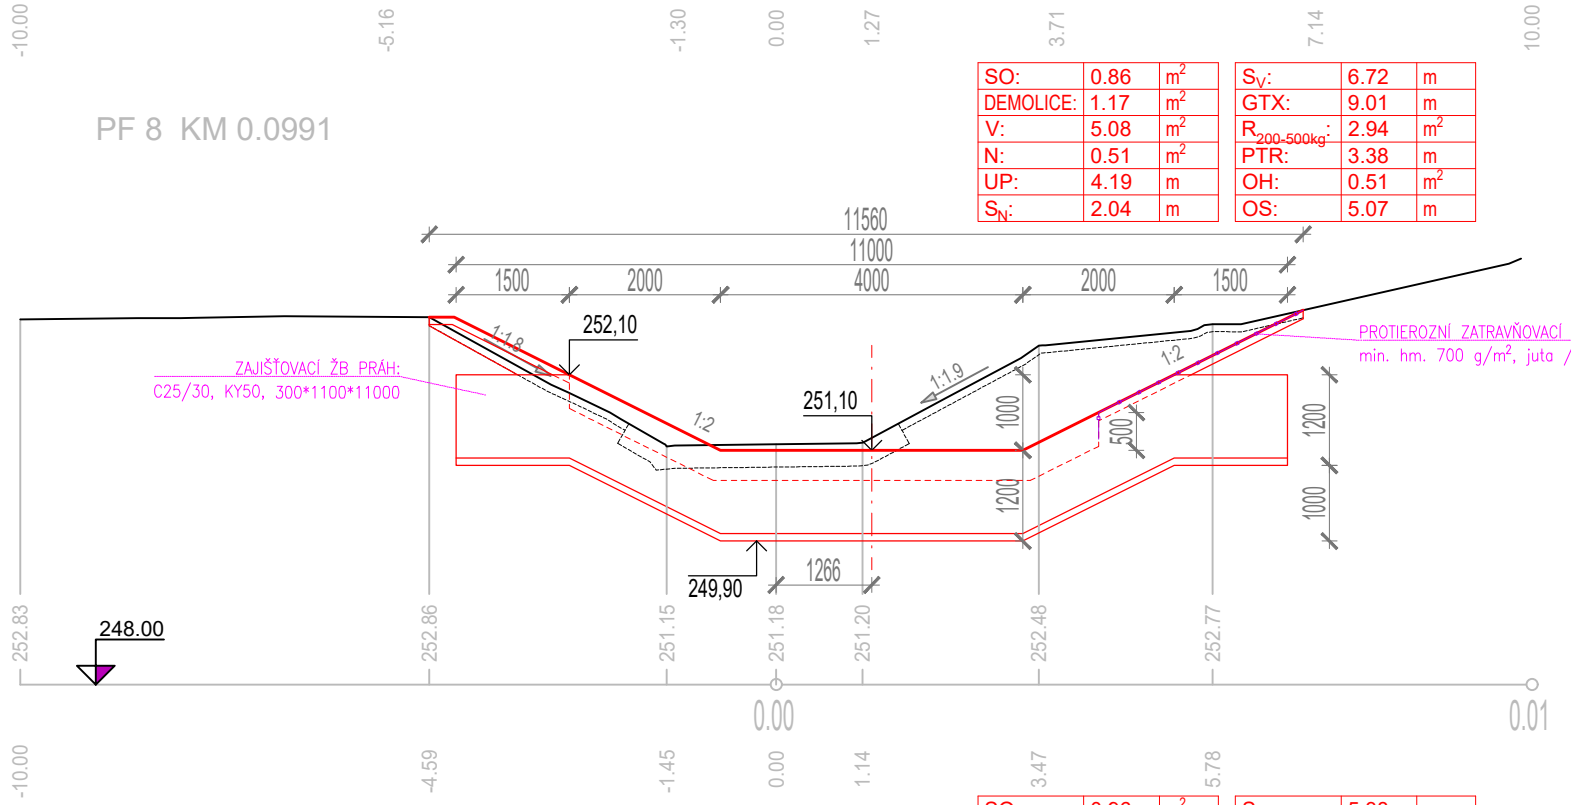 -10.00
-5.16
-1.30
0.00
1.27
3.71
7.14
10.00
PF 8 KM 0.0991
SO: 0.86 m²
DEMOLICE: 1.17 m²
V: 5.08 m²
N: 0.51 m²
UP: 4.19 m
S_N: 2.04 m
S_V: 6.72 m
GTX: 9.01 m
R_200-500kg: 2.94 m²
PTR: 3.38 m
OH: 0.51 m²
OS: 5.07 m
11560
11000
1500 2000 4000 2000 1500
1:1.8
252,10
ZAJIŠŤOVACÍ ŽB PRÁH:
C25/30, KY50, 300*1100*11000
1:2
251,10
1:1.9
1:2
PROTIEROZNÍ ZATRAVŇOVACÍ
min. hm. 700 g/m², juta /
1000
500
1200
1200
1000
249,90
1266
252.83
252.86
251.15
251.18
251.20
252.48
252.77
248.00
0.00
0.01
-10.00
-4.59
-1.45
0.00
1.14
3.47
5.78